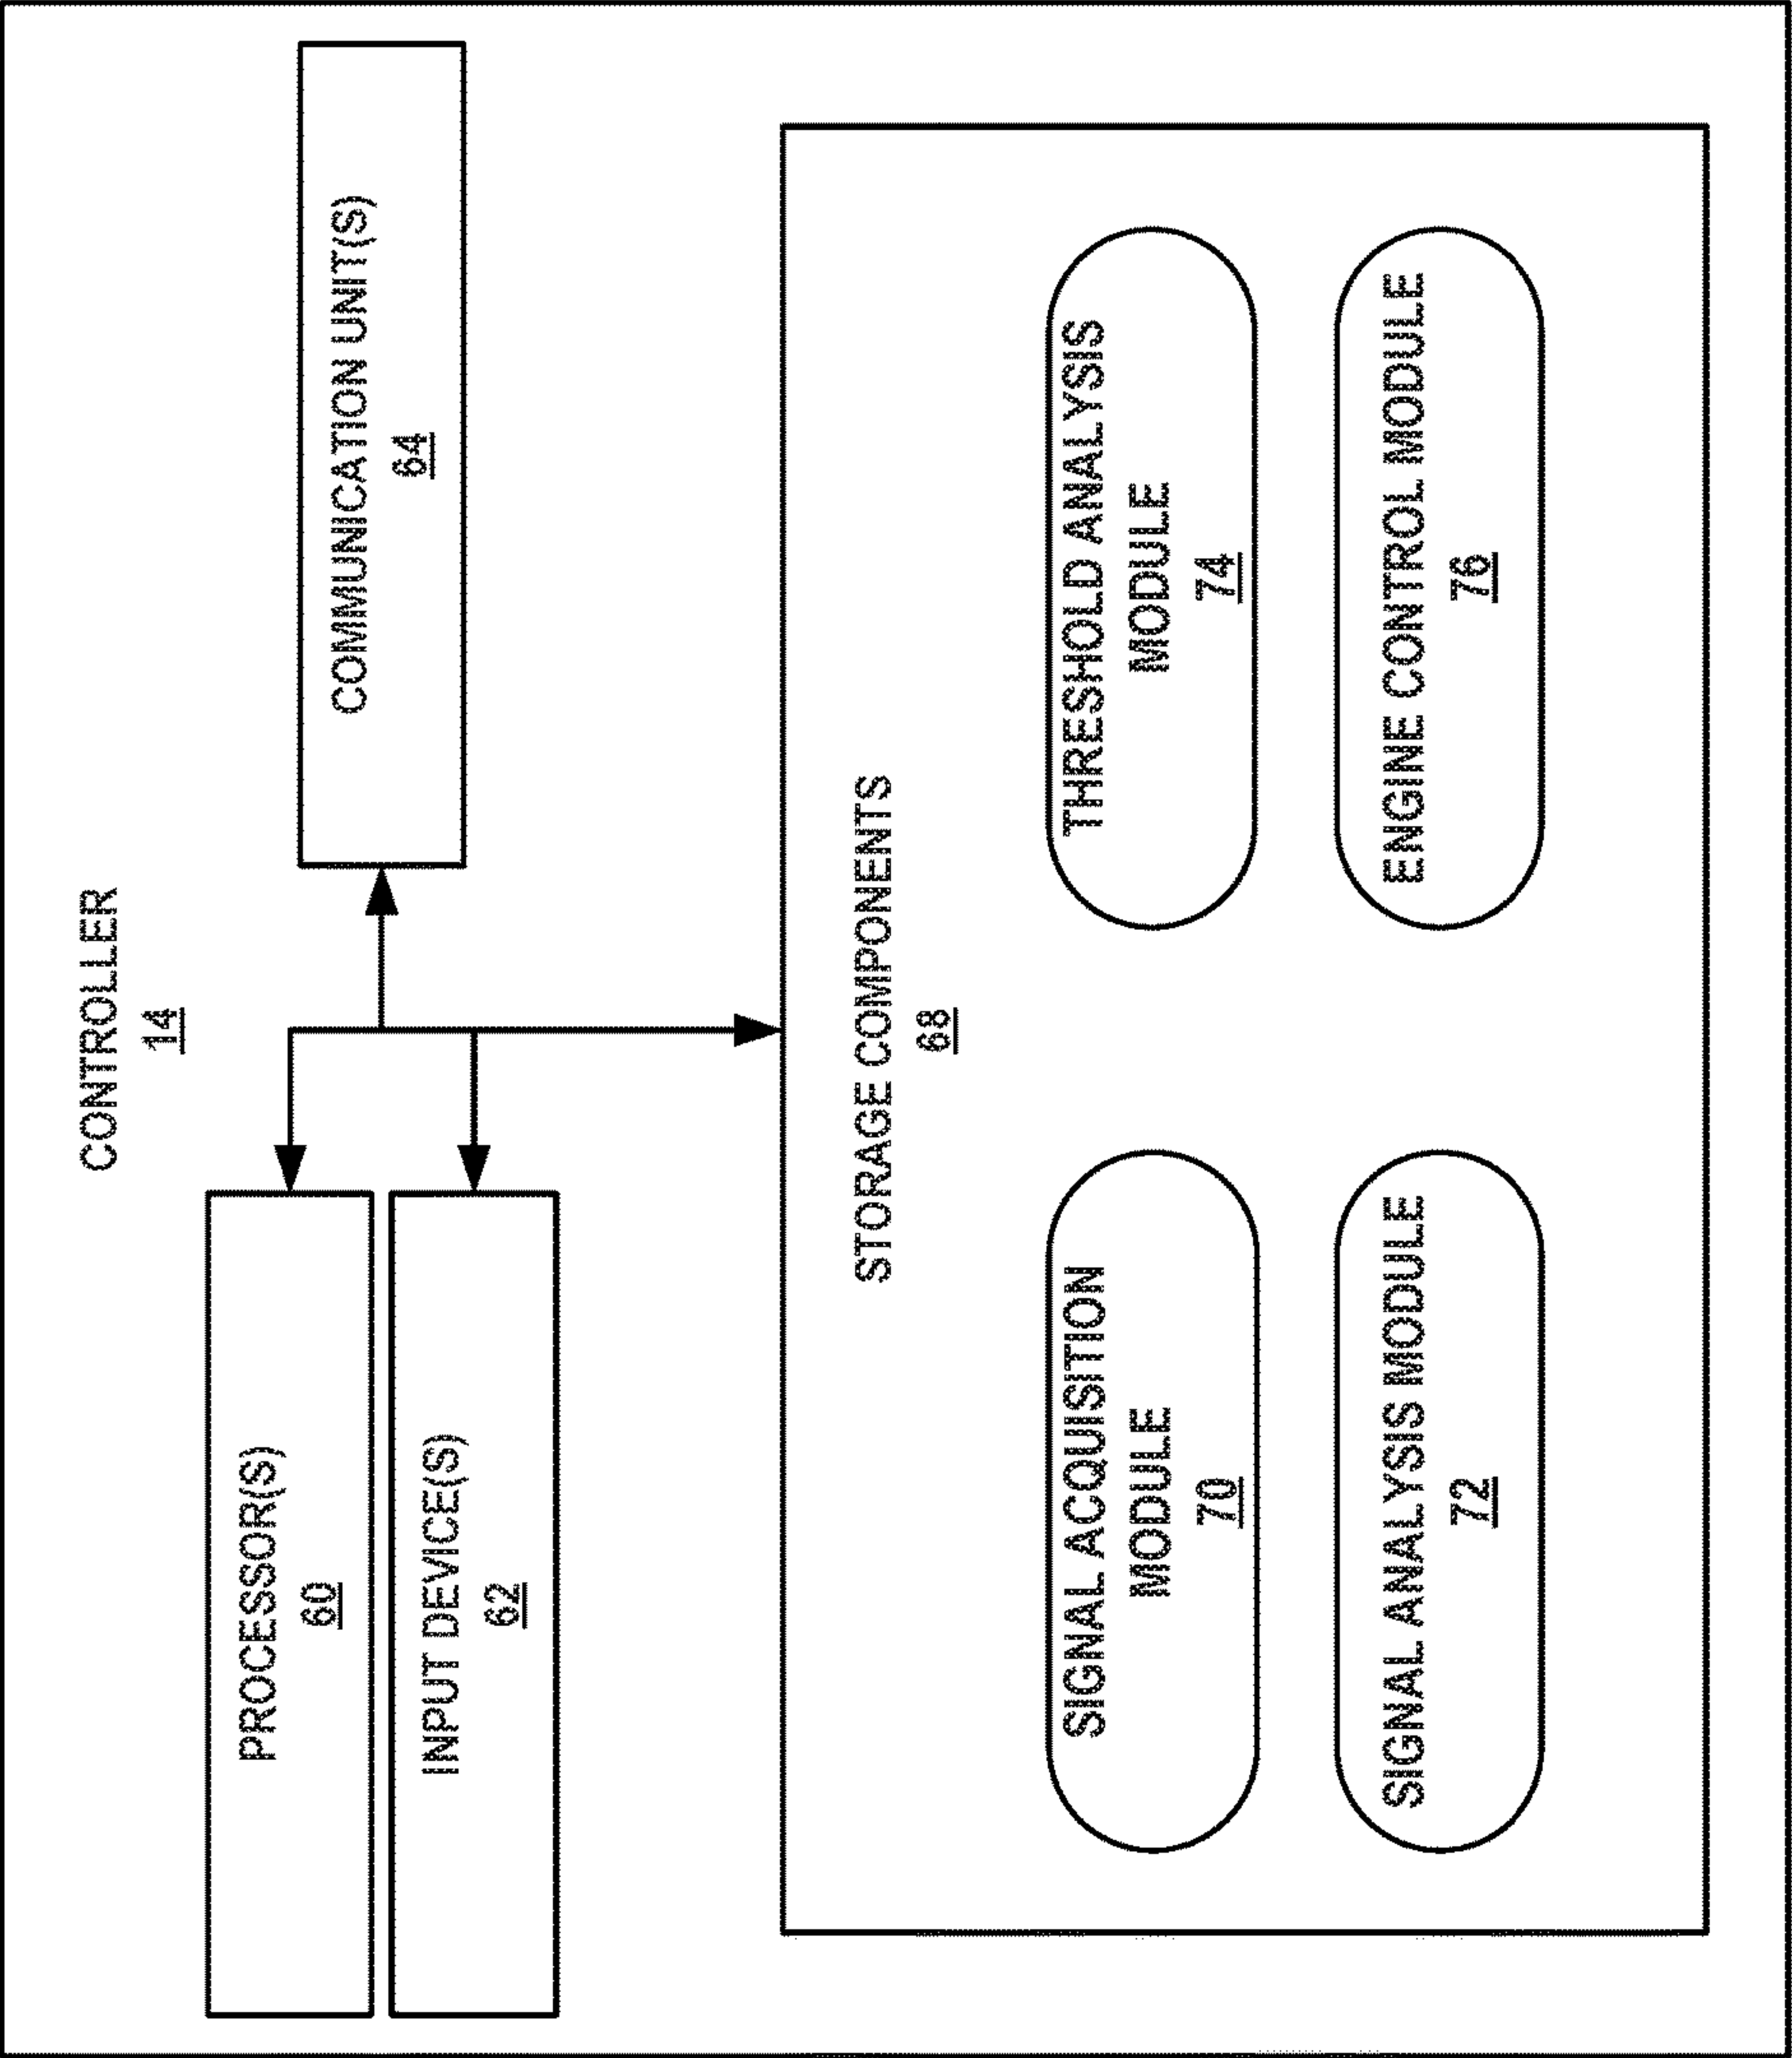 CONTROLLER
14
PROCESSOR(S)
60
INPUT DEVICE(S)
62
COMMUNICATION UNIT(S)
64
STORAGE COMPONENTS
68
SIGNAL ACQUISITION
MODULE
70
SIGNAL ANALYSIS MODULE
72
THRESHOLD ANALYSIS
MODULE
74
ENGINE CONTROL MODULE
76